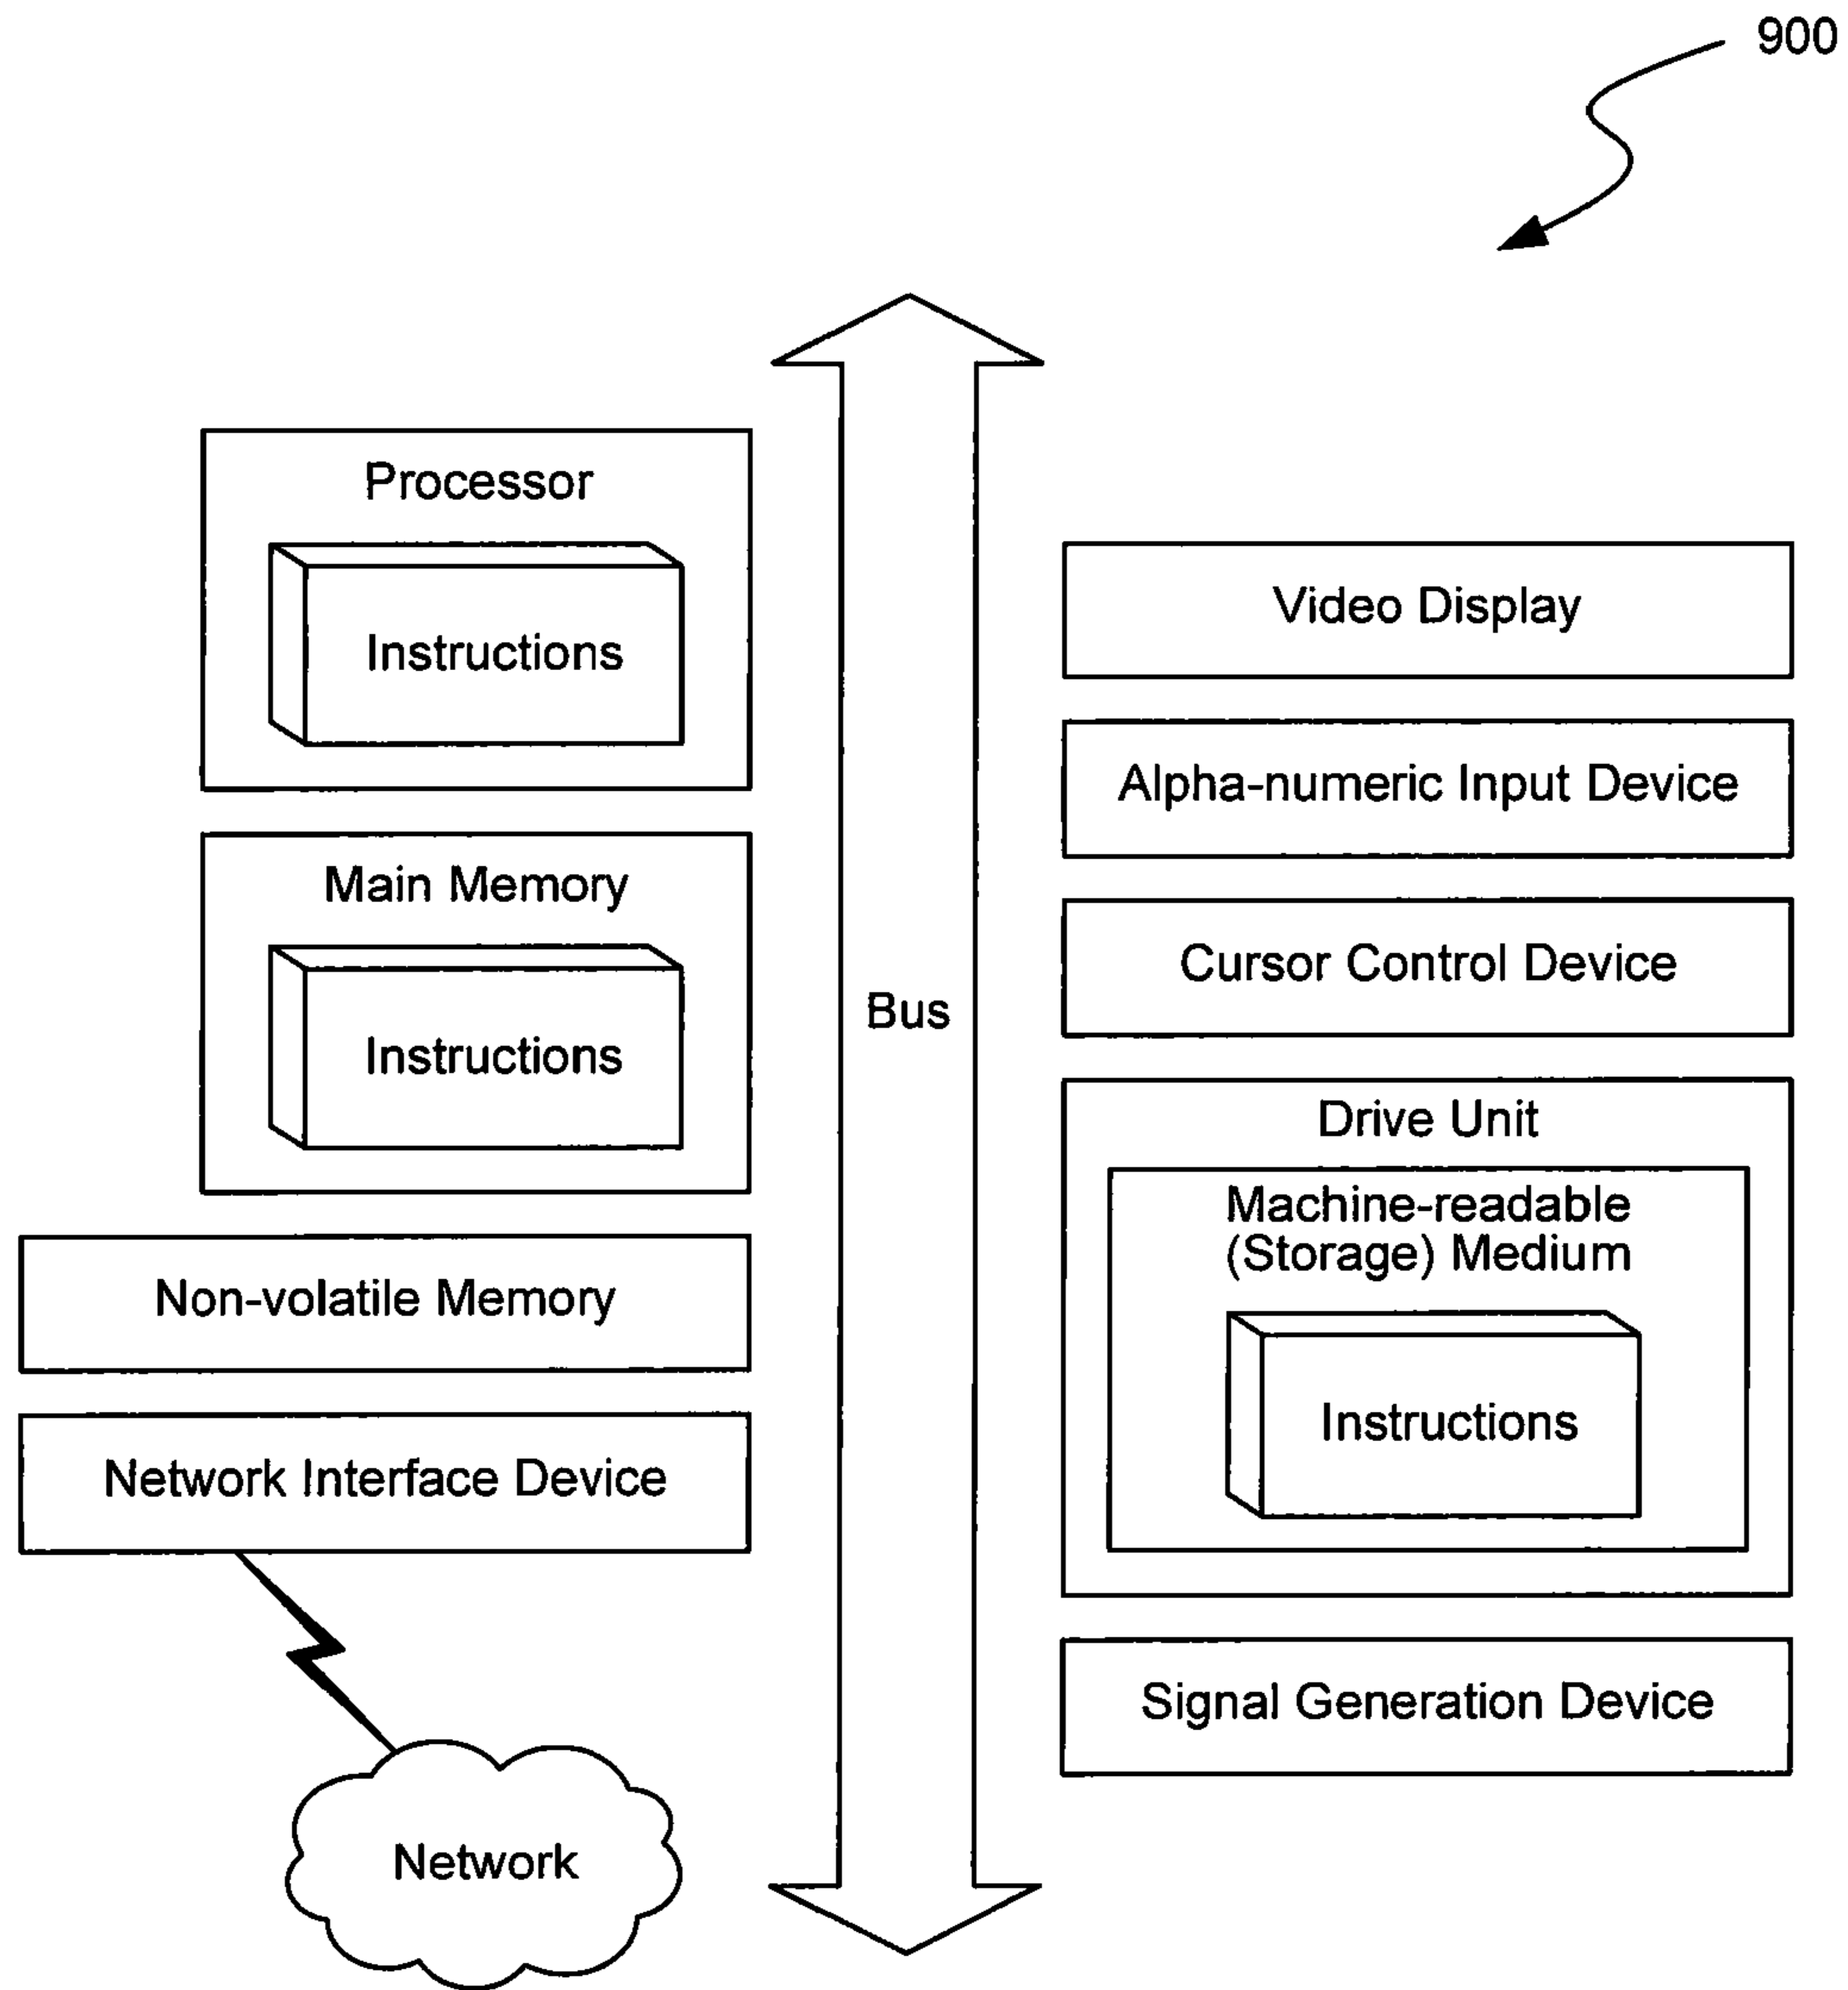 900
Processor
Instructions
Main Memory
Instructions
Non-volatile Memory
Network Interface Device
Network
Bus
Video Display
Alpha-numeric Input Device
Cursor Control Device
Drive Unit
Machine-readable
(Storage) Medium
Instructions
Signal Generation Device